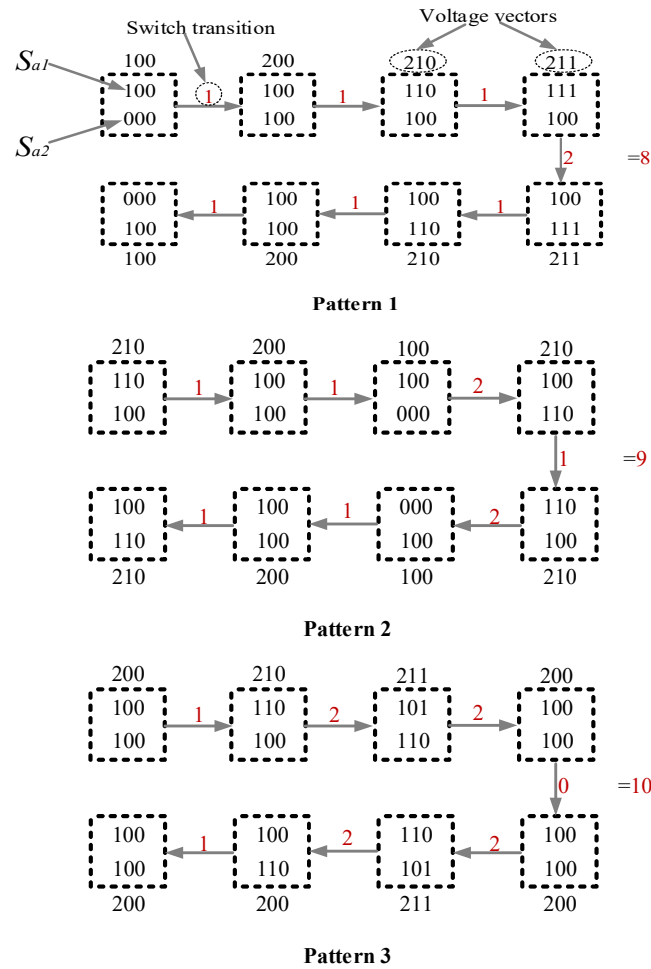 Switch transition Voltage vectors
100 200 210 211
Sa1 100 1 100 1 110 1 111
Sa2 000 100 100 100
2 =8
000 1 100 1 100 1 100
100 100 110 111
100 200 210 211
Pattern 1
210 200 100 210
110 1 100 1 100 2 100
100 100 000 110
1 =9
100 1 100 1 000 2 110
110 100 100 100
210 200 100 210
Pattern 2
200 210 211 200
100 1 110 2 101 2 100
100 100 110 100
0 =10
100 1 100 2 110 2 100
100 110 101 100
200 200 211 200
Pattern 3